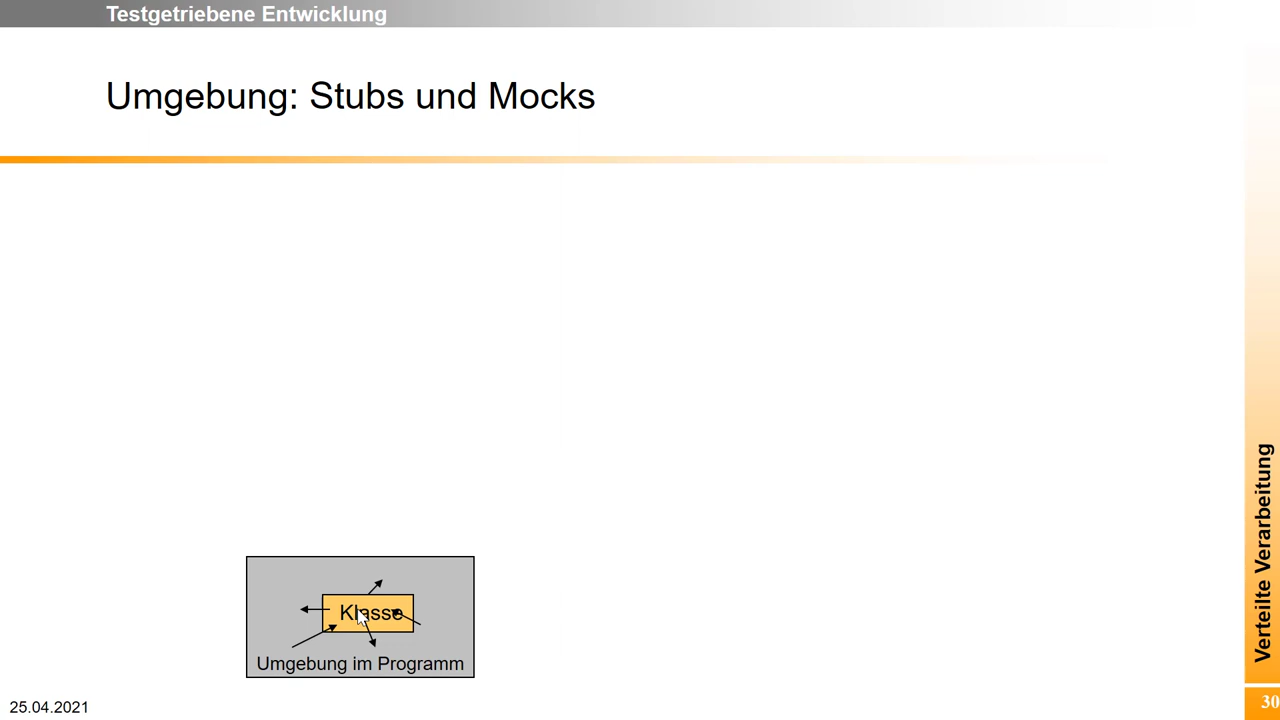 Testgetriebene Entwicklung
Umgebung: Stubs und Mocks
Klasse
Umgebung im Programm
25.04.2021
Verteilte Verarbeitung
30